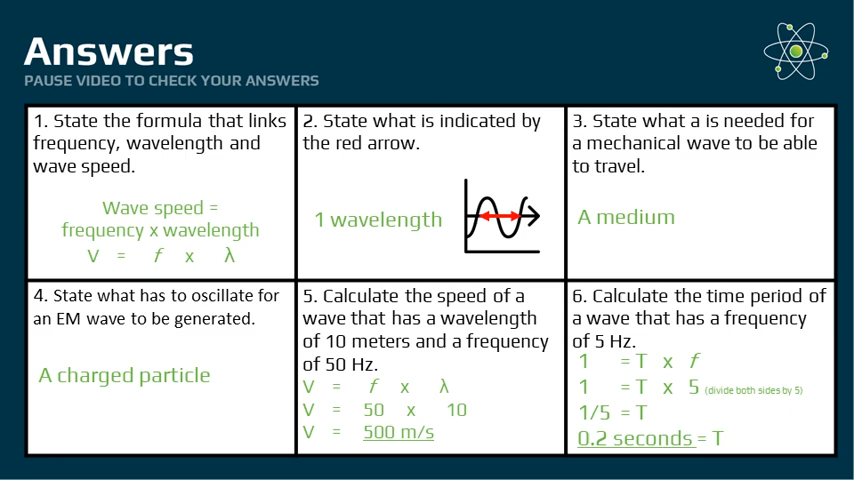 Answers
PAUSE VIDEO TO CHECK YOUR ANSWERS
1. State the formula that links
frequency, wavelength and
wave speed.
Wave speed =
frequency x wavelength
V = f x λ
2. State what is indicated by
the red arrow.
1 wavelength
3. State what a is needed for
a mechanical wave to be able
to travel.
A medium
4. State what has to oscillate for
an EM wave to be generated.
A charged particle
5. Calculate the speed of a
wave that has a wavelength
of 10 meters and a frequency
of 50 Hz.
V = f x λ
V = 50 x 10
V = 500 m/s
6. Calculate the time period of
a wave that has a frequency
of 5 Hz.
1 = T x f
1 = T x 5 (divide both sides by 5)
1/5 = T
0.2 seconds = T